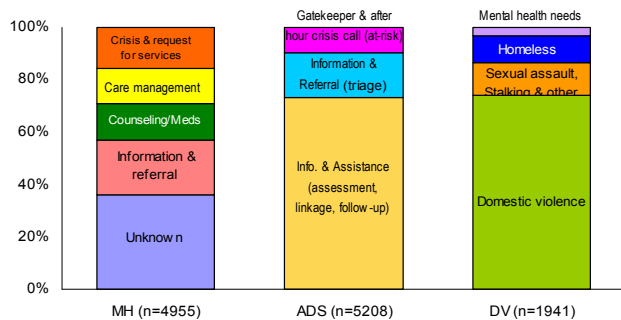 Gatekeeper & after
hour crisis call (at-risk)
Mental health needs
100%
80%
60%
40%
20%
0%
Crisis & request
for services
Care management
Counseling/Meds
Information &
referral
Unknown
Information &
Referral (triage)
Info. & Assistance
(assessment,
linkage, follow-up)
Homeless
Sexual assault,
Stalking & other
Domestic violence
MH (n=4955)
ADS (n=5208)
DV (n=1941)